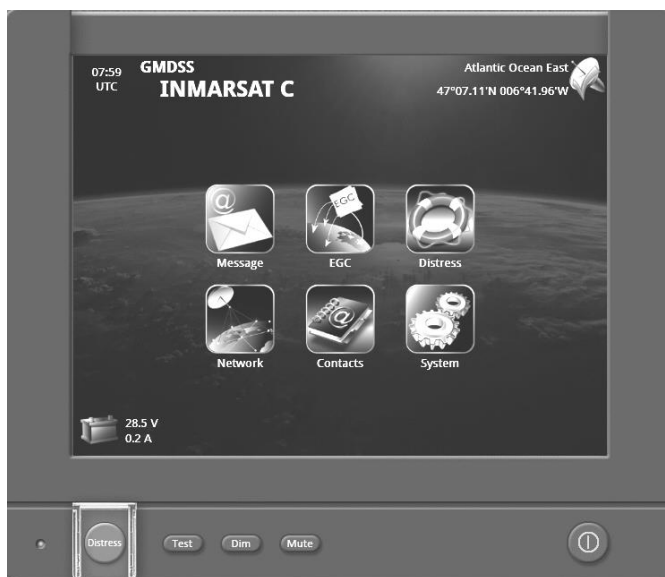 07:59
UTC
GMDSS
INMARSAT C
Atlantic Ocean East
47°07.11'N 006°41.96'W
@
EGC
@
Message
EGC
Distress
Network
Contacts
System
28.5 V
0.2 A
Distress
Test
Dim
Mute